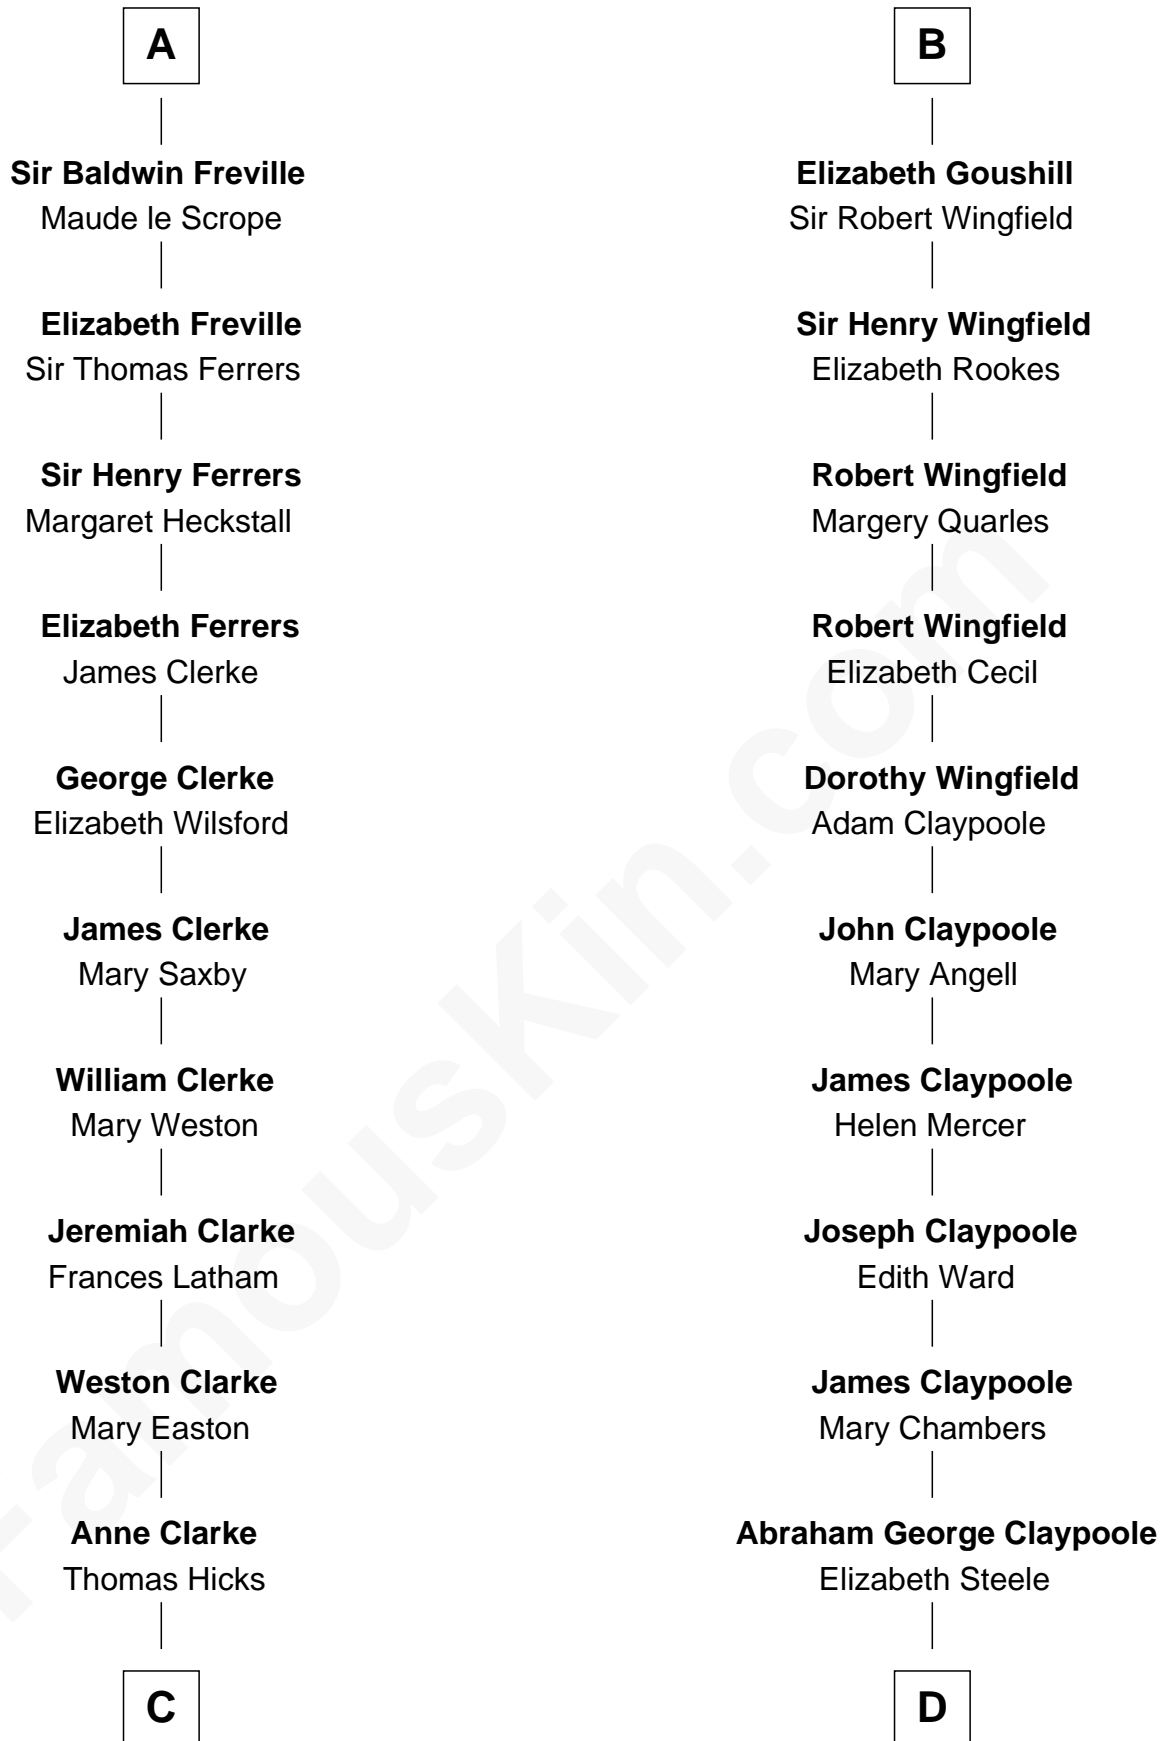 A
Sir Baldwin Freville
Maude le Scrope
Elizabeth Freville
Sir Thomas Ferrers
Sir Henry Ferrers
Margaret Heckstall
Elizabeth Ferrers
James Clerke
George Clerke
Elizabeth Wilsford
James Clerke
Mary Saxby
William Clerke
Mary Weston
Jeremiah Clarke
Frances Latham
Weston Clarke
Mary Easton
Anne Clarke
Thomas Hicks
C
B
Elizabeth Goushill
Sir Robert Wingfield
Sir Henry Wingfield
Elizabeth Rookes
Robert Wingfield
Margery Quarles
Robert Wingfield
Elizabeth Cecil
Dorothy Wingfield
Adam Claypoole
John Claypoole
Mary Angell
James Claypoole
Helen Mercer
Joseph Claypoole
Edith Ward
James Claypoole
Mary Chambers
Abraham George Claypoole
Elizabeth Steele
D
FamousKin.com